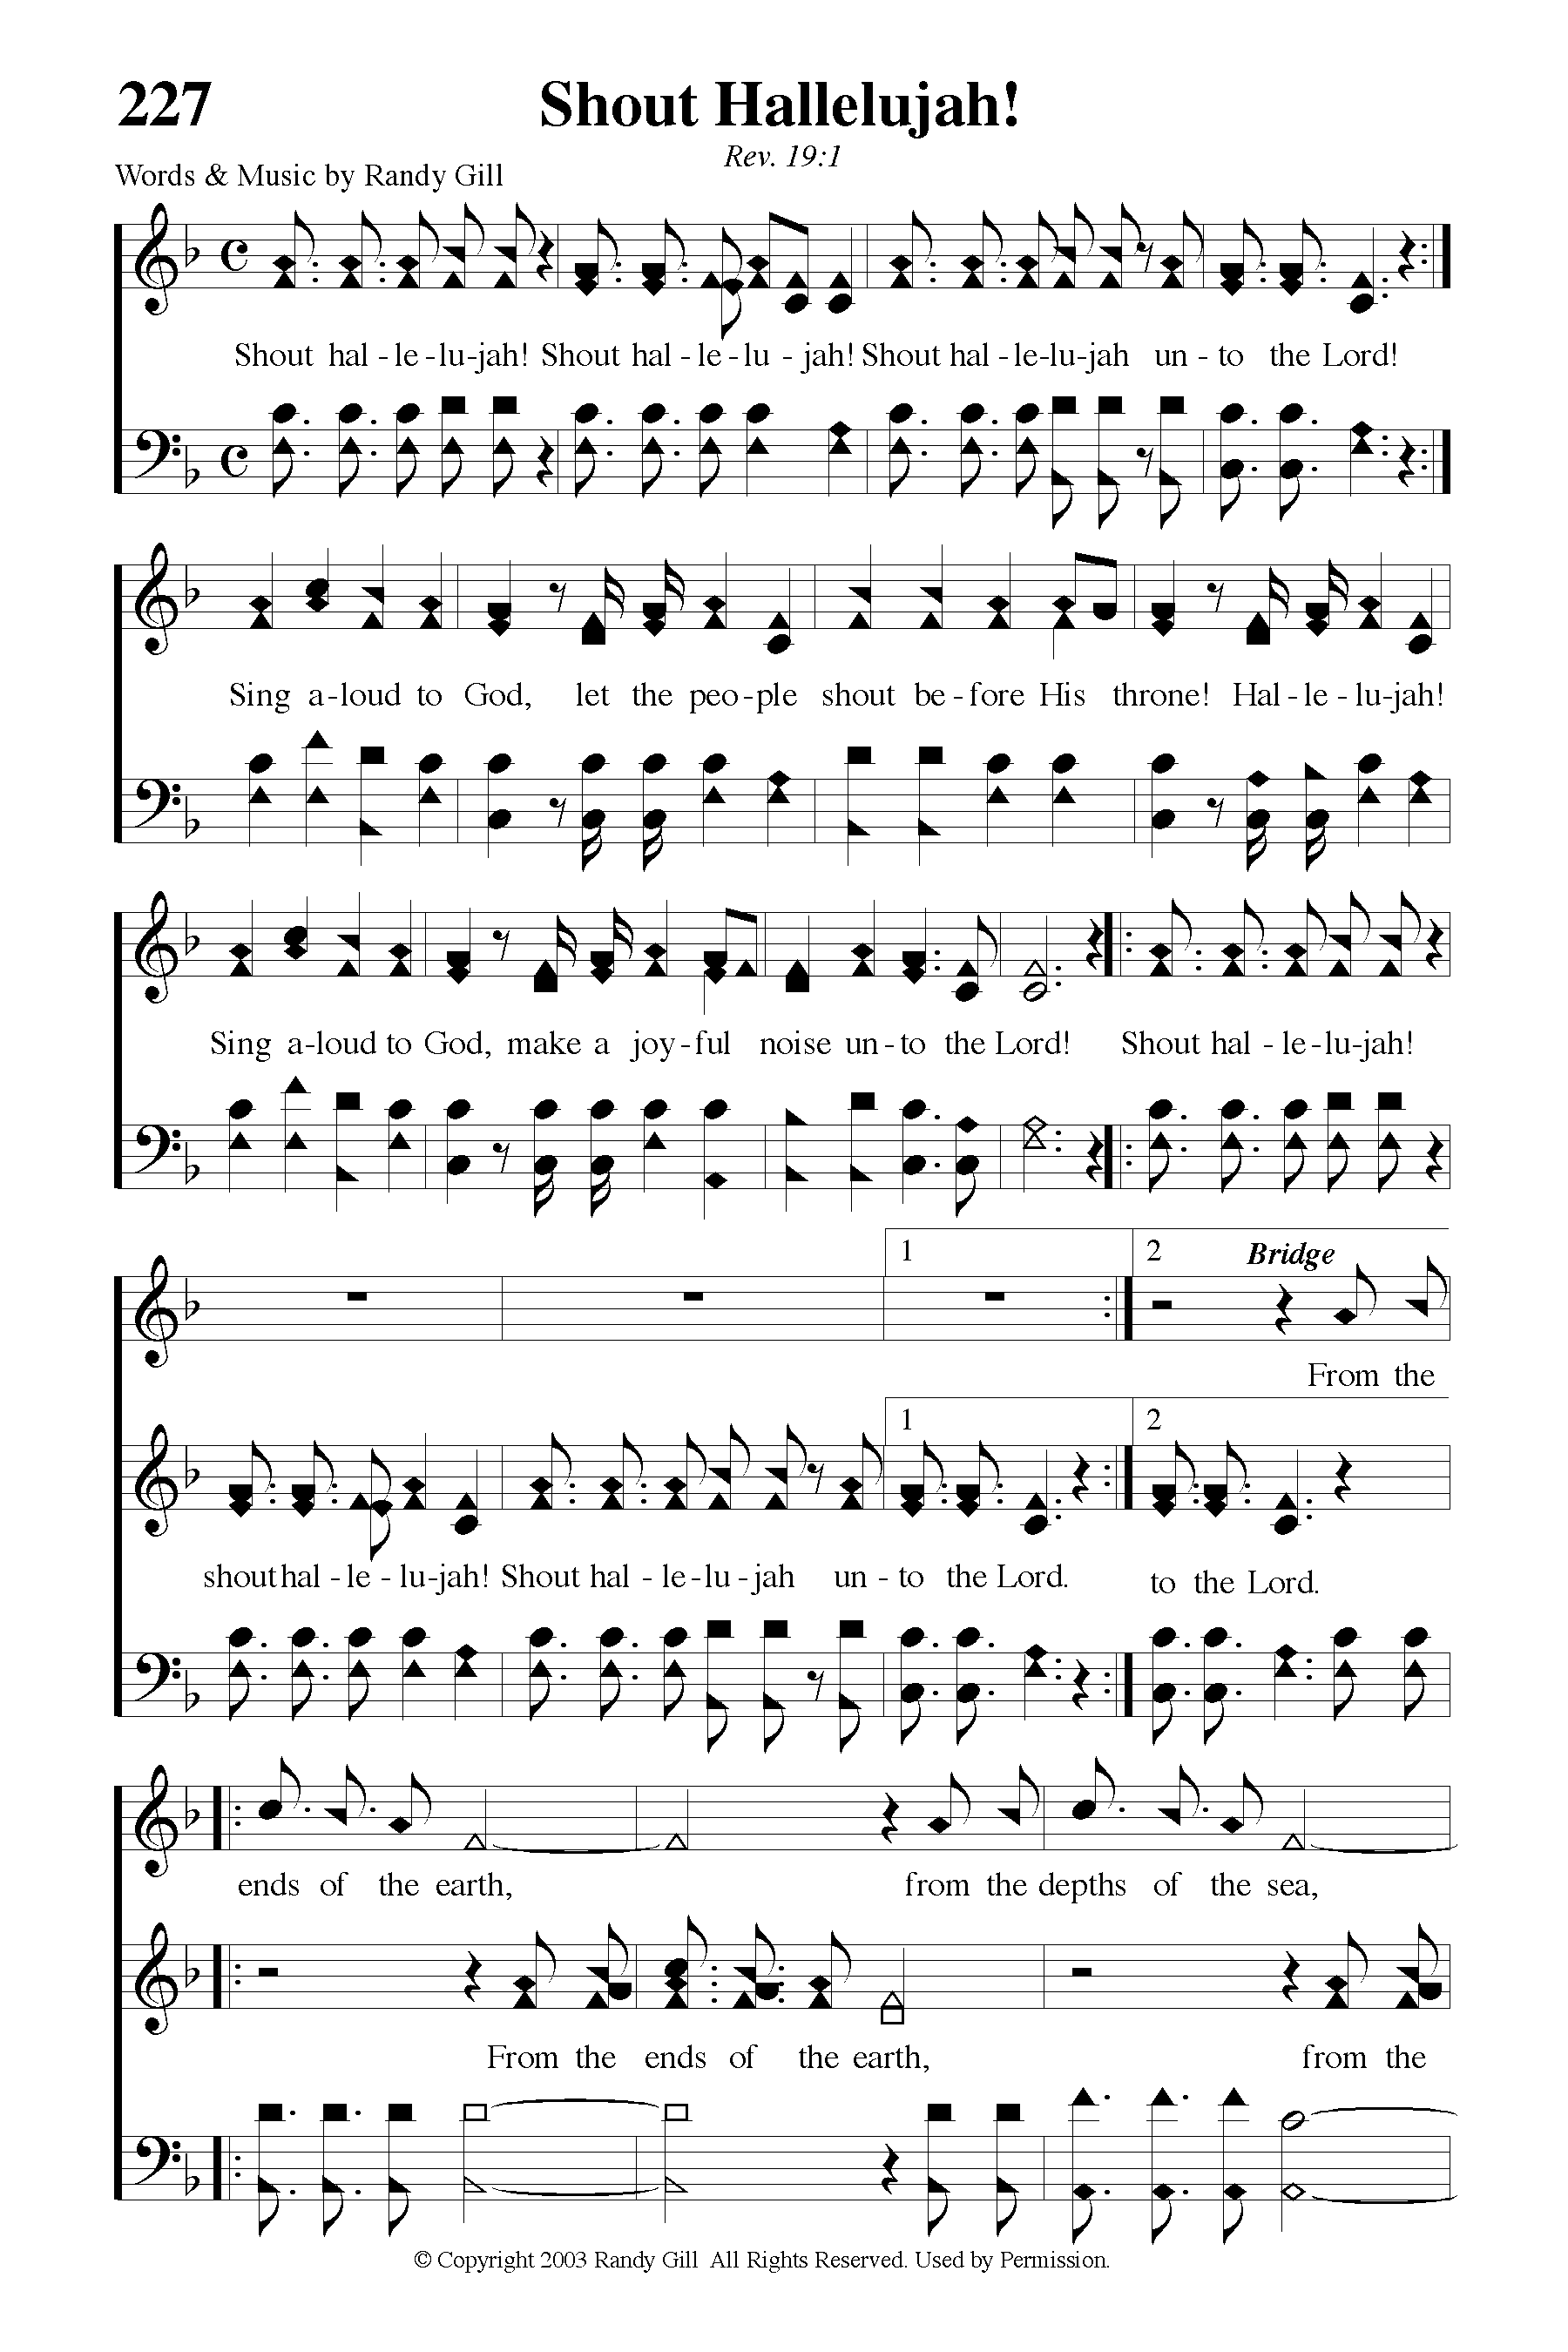 227
Shout Hallelujah!
Rev. 19:1
Words & Music by Randy Gill
Shout hal - le - lu - jah! Shout hal - le - lu - jah! Shout hal - le - lu - jah un - to the Lord!
Sing a - loud to God, let the peo - ple shout be - fore His throne! Hal - le - lu - jah!
Sing a - loud to God, make a joy - ful noise un - to the Lord! Shout hal - le - lu - jah!
1 2 Bridge
From the
1 2
shout hal - le - lu - jah! Shout hal - le - lu - jah un - to the Lord. to the Lord.
ends of the earth, from the depths of the sea,
From the ends of the earth, from the
© Copyright 2003 Randy Gill All Rights Reserved. Used by Permission.